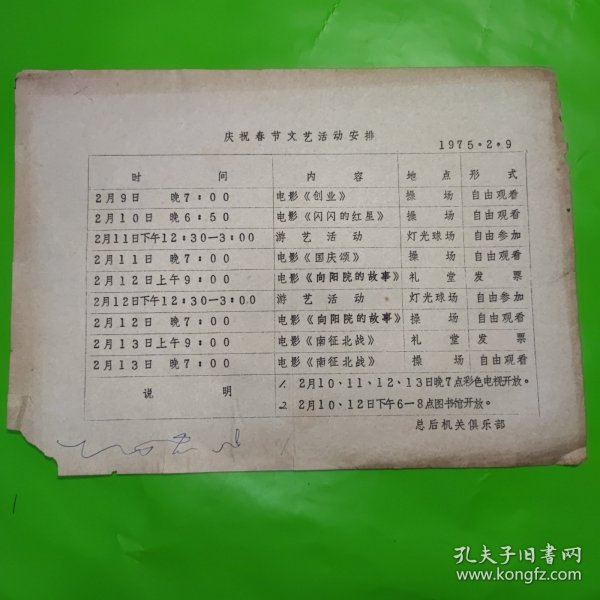 庆祝春节文艺活动安排
1975.2.9
时 间 内 容 地 点 形 式
2月9日 晚7:00 电影《创业》 操 场 自由观看
2月10日 晚6:50 电影《闪闪的红星》 操 场 自由观看
2月11日下午12:30—3:00 游 艺 活 动 灯光球场 自由参加
2月11日 晚7:00 电影《国庆颂》 操 场 自由观看
2月12日上午9:00 电影《向阳院的故事》 礼 堂 发 票
2月12日下午12:30—3:00 游 艺 活 动 灯光球场 自由参加
2月12日 晚7:00 电影《向阳院的故事》 操 场 自由观看
2月13日上午9:00 电影《南征北战》 礼 堂 发 票
2月13日 晚7:00 电影《南征北战》 操 场 自由观看
说 明
1. 2月10、11、12、13日晚7点彩色电视开放。
2. 2月10、12日下午6—8点图书馆开放。
总后机关俱乐部
孔夫子旧书网
www.kongfz.com